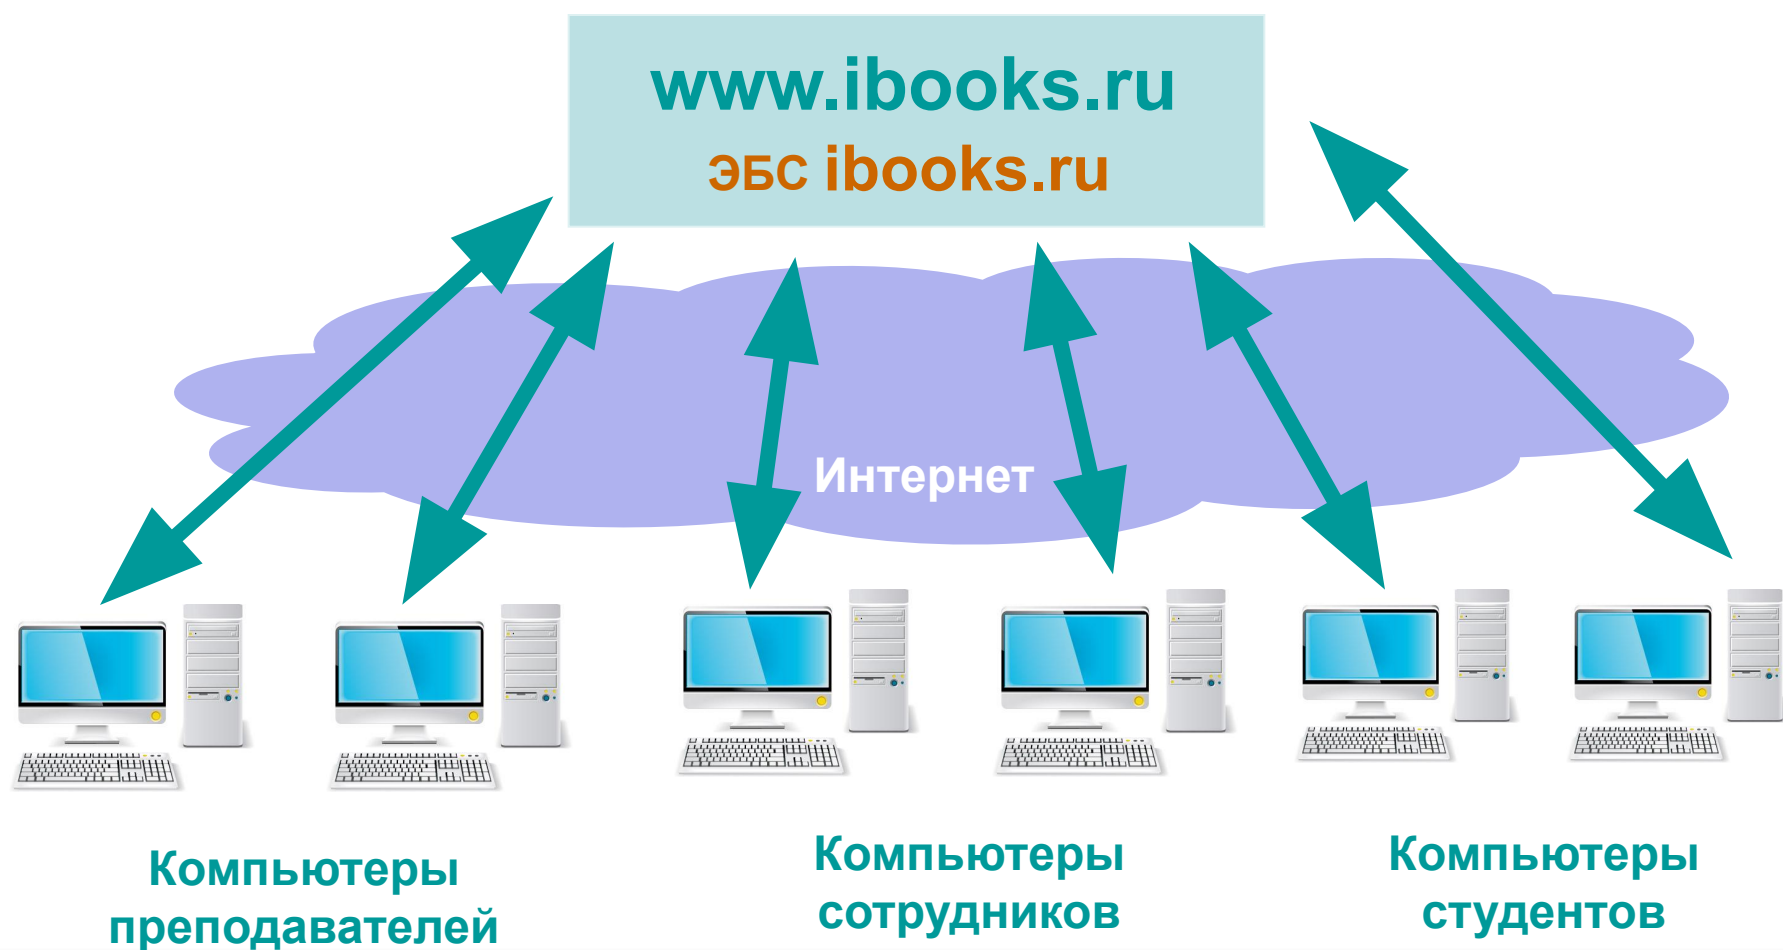 www.ibooks.ru
ЭБС ibooks.ru
Интернет
Компьютеры
преподавателей
Компьютеры
сотрудников
Компьютеры
студентов